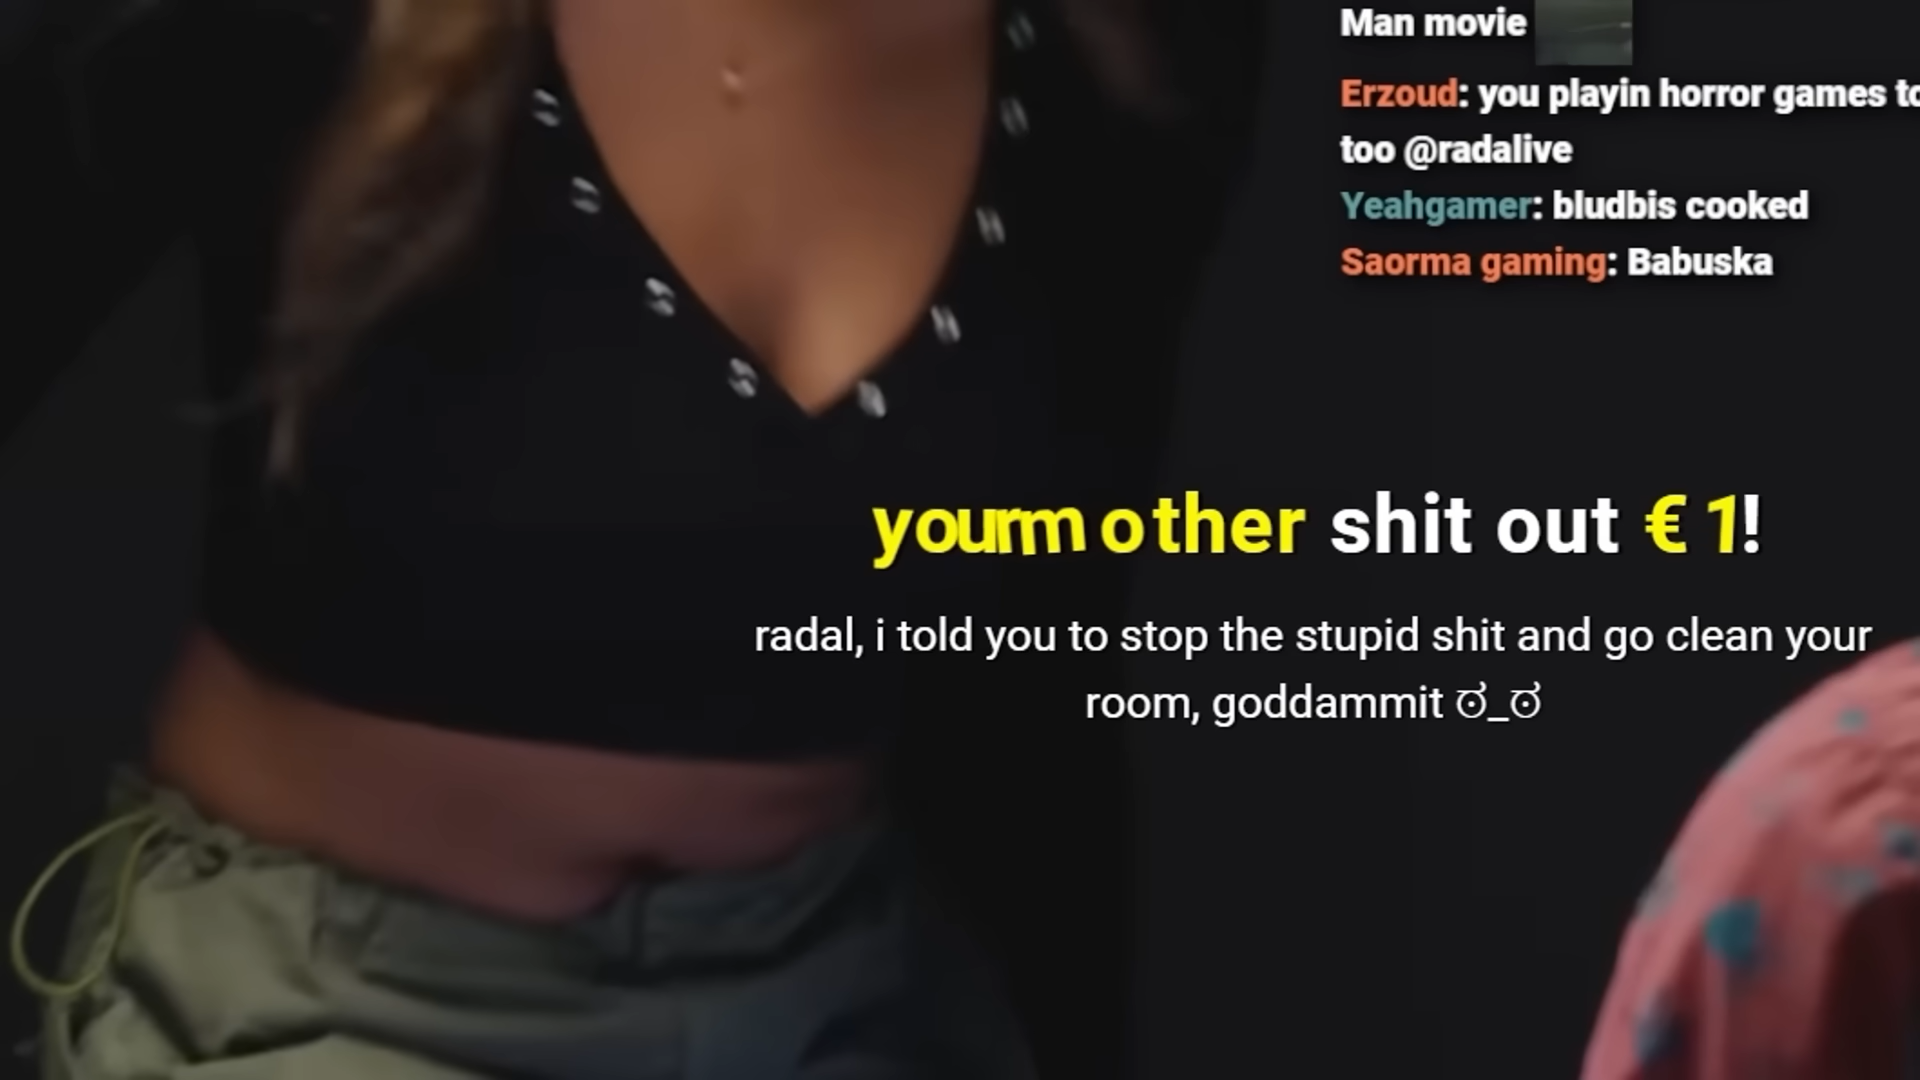 Man movie
Erzoud: you playin horror games
too @radalive
Yeahgamer: bludbis cooked
Saorma gaming: Babuska
yourmother shit out €1!
radal, i told you to stop the stupid shit and go clean your
room, goddammit ಠ_ಠ